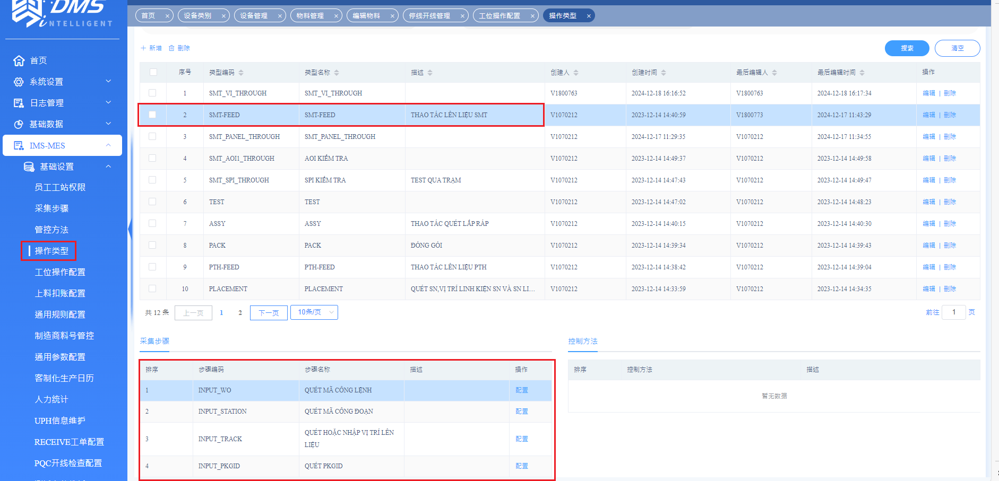 DMS
iNTELLIGENT
首页 ×
设备类别 ×
设备管理 ×
物料管理 ×
编辑物料 ×
停线开线管理 ×
工位操作配置 ×
操作类型 ×
首页
系统设置
日志管理
基础数据
IMS-MES
基础设置
员工工站权限
采集步骤
管控方法
操作类型
工位操作配置
上料扣账配置
通用规则配置
制造商料号管控
通用参数配置
客制化生产日历
人力统计
UPH信息维护
RECEIVE工单配置
PQC开线检查配置
+ 新增 删除
搜索 清空
序号 类型编码 类型名称 描述 创建人 创建时间 最后编辑人 最后编辑时间 操作
1 SMT_VI_THROUGH SMT_VI_THROUGH V1800763 2024-12-18 16:16:52 V1800763 2024-12-18 16:17:34 编辑 | 删除
2 SMT-FEED SMT-FEED THAO TÁC LÊN LIỆU SMT V1070212 2023-12-14 14:40:59 V1800773 2024-12-17 11:43:29 编辑 | 删除
3 SMT_PANEL_THROUGH SMT_PANEL_THROUGH V1070212 2024-12-17 11:29:35 V1070212 2024-12-17 11:34:55 编辑 | 删除
4 SMT_AOI1_THROUGH AOI KIỂM TRA V1070212 2023-12-14 14:49:37 V1070212 2023-12-14 14:49:58 编辑 | 删除
5 SMT_SPI_THROUGH SPI KIỂM TRA TEST QUA TRẠM V1070212 2023-12-14 14:47:43 V1070212 2023-12-14 14:49:47 编辑 | 删除
6 TEST TEST V1070212 2023-12-14 14:47:02 V1070212 2023-12-14 14:48:23 编辑 | 删除
7 ASSY ASSY THAO TÁC QUÉT LẮP RÁP V1070212 2023-12-14 14:40:15 V1070212 2023-12-14 14:40:30 编辑 | 删除
8 PACK PACK ĐÓNG GÓI V1070212 2023-12-14 14:39:34 V1070212 2023-12-14 14:39:43 编辑 | 删除
9 PTH-FEED PTH-FEED THAO TÁC LÊN LIỆU PTH V1070212 2023-12-14 14:38:42 V1070212 2023-12-14 14:39:04 编辑 | 删除
10 PLACEMENT PLACEMENT QUÉT SN,VỊ TRÍ LINH KIỆN SN VÀ SN LI... V1070212 2023-12-14 14:33:59 V1070212 2023-12-14 14:34:35 编辑 | 删除
共 12 条 上一页 1 2 下一页 10条/页 前往 1 页
采集步骤
排序 步骤编码 步骤名称 描述 操作
1 INPUT_WO QUÉT MÃ CÔNG LỆNH 配置
2 INPUT_STATION QUÉT MÃ CÔNG ĐOẠN 配置
3 INPUT_TRACK QUÉT HOẶC NHẬP VỊ TRÍ LÊN LIỆU 配置
4 INPUT_PKGID QUÉT PKGID 配置
控制方法
排序 控制方法 描述
暂无数据